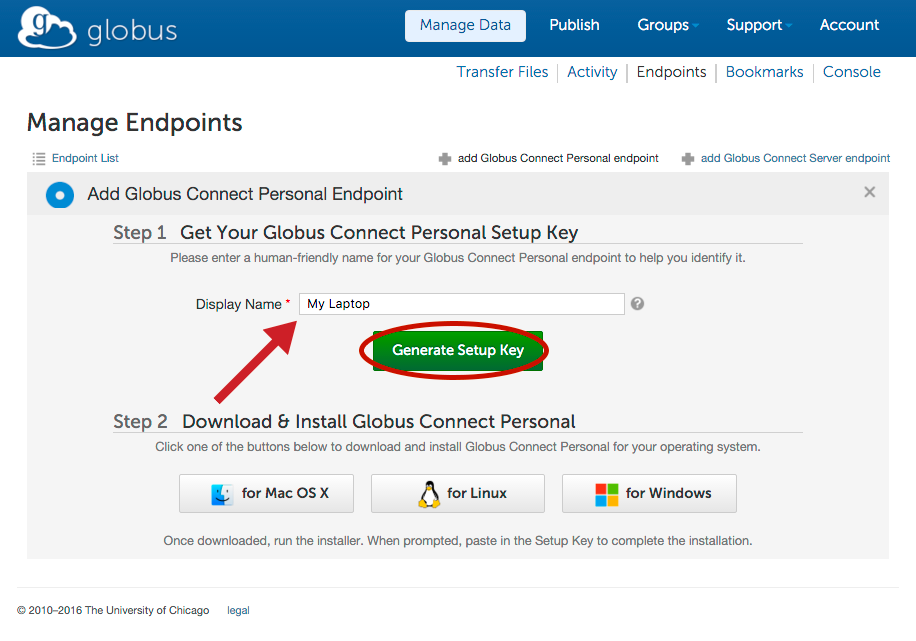 globus
Manage Data Publish Groups Support Account
Transfer Files Activity Endpoints Bookmarks Console
Manage Endpoints
Endpoint List add Globus Connect Personal endpoint add Globus Connect Server endpoint
Add Globus Connect Personal Endpoint
Step 1 Get Your Globus Connect Personal Setup Key
Please enter a human-friendly name for your Globus Connect Personal endpoint to help you identify it.
Display Name * My Laptop ?
Generate Setup Key
Step 2 Download & Install Globus Connect Personal
Click one of the buttons below to download and install Globus Connect Personal for your operating system.
for Mac OS X for Linux for Windows
Once downloaded, run the installer. When prompted, paste in the Setup Key to complete the installation.
© 2010–2016 The University of Chicago legal